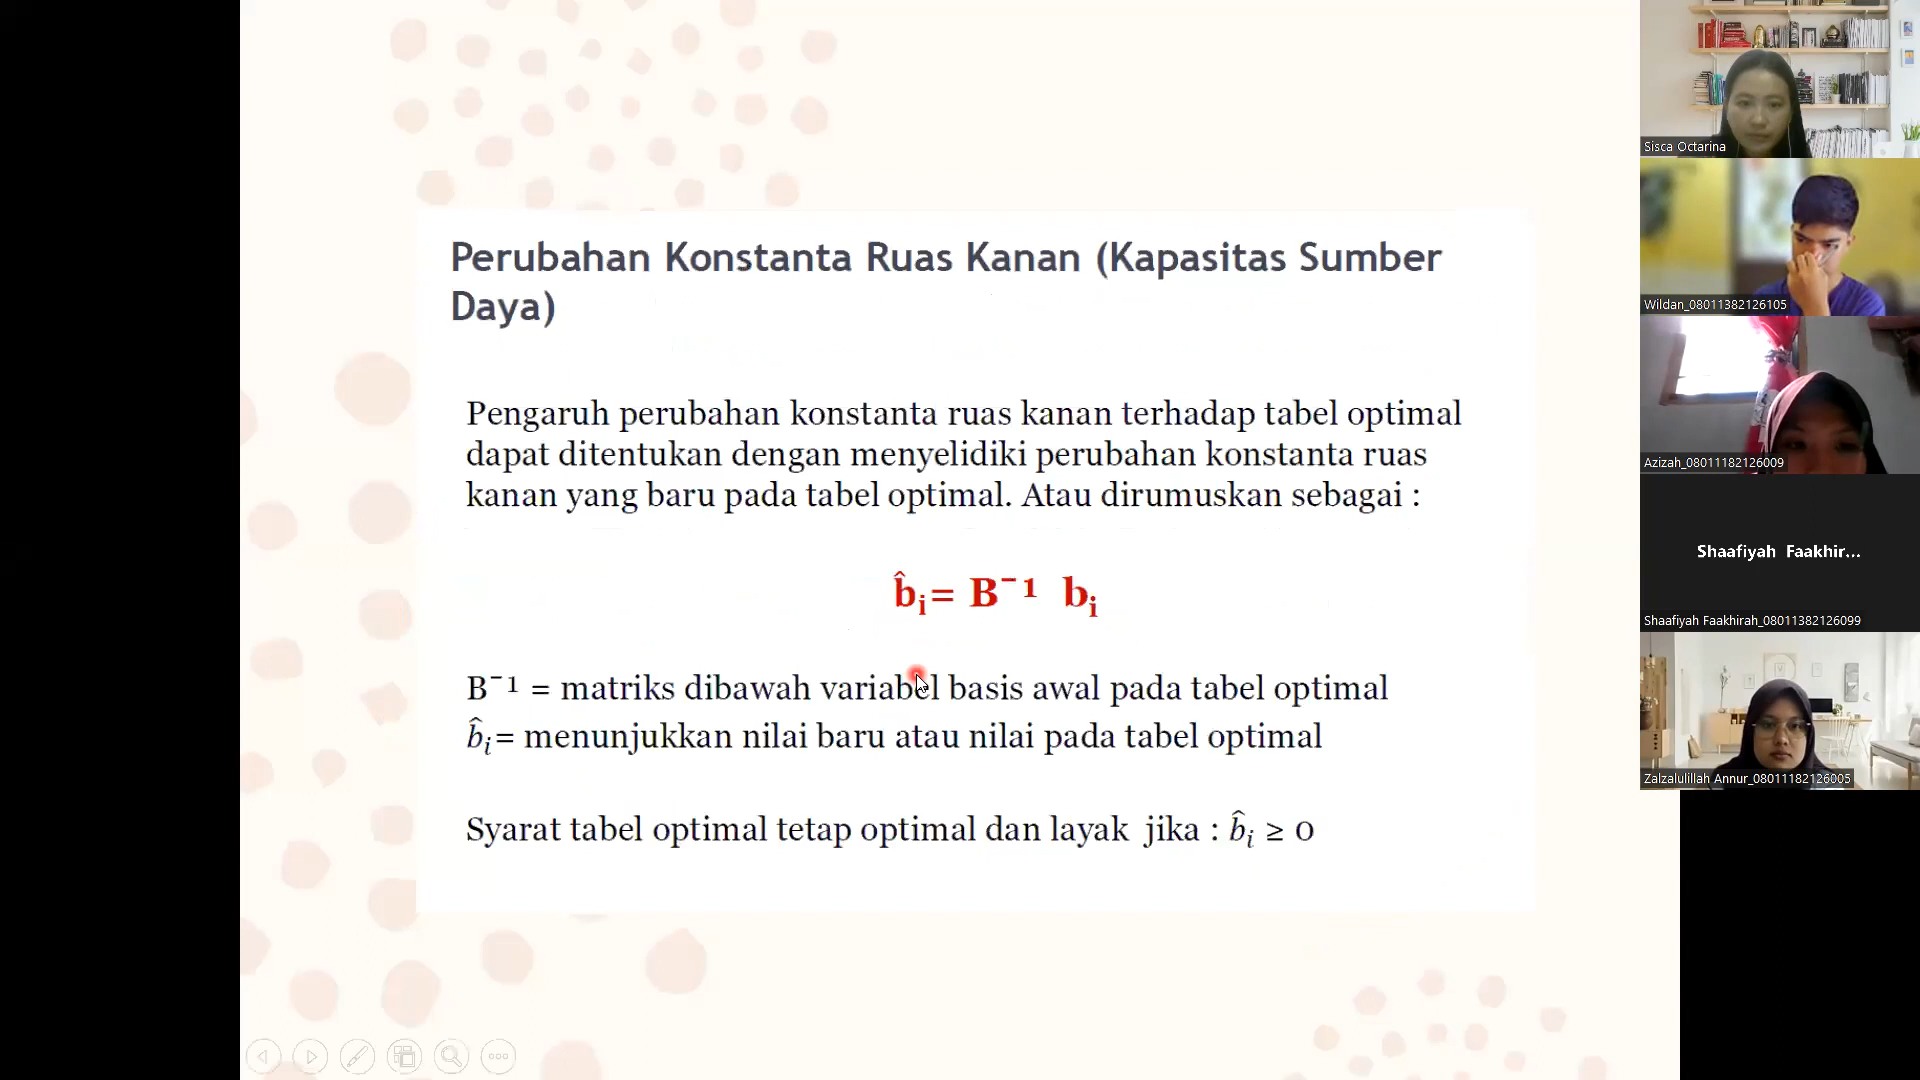 Perubahan Konstanta Ruas Kanan (Kapasitas Sumber
Daya)
Pengaruh perubahan konstanta ruas kanan terhadap tabel optimal
dapat ditentukan dengan menyelidiki perubahan konstanta ruas
kanan yang baru pada tabel optimal. Atau dirumuskan sebagai :
b̂ᵢ= B⁻¹ bᵢ
B⁻¹ = matriks dibawah variabel basis awal pada tabel optimal
b̂ᵢ= menunjukkan nilai baru atau nilai pada tabel optimal
Syarat tabel optimal tetap optimal dan layak jika : b̂ᵢ ≥ 0
Sisca Octarina
Wildan_08011382126105
Azizah_08011182126009
Shaafiyah Faakhir...
Shaafiyah Faakhirah_08011382126099
Zalzalulillah Annur_08011182126005